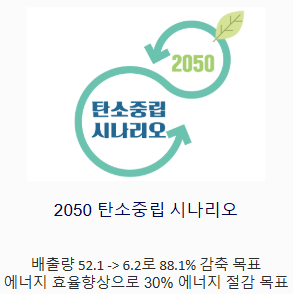 2050
탄소중립
시나리오
2050 탄소중립 시나리오
배출량 52.1 -> 6.2로 88.1% 감축 목표
에너지 효율향상으로 30% 에너지 절감 목표